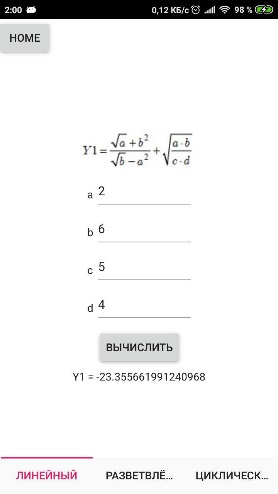 2:00 0,12 КБ/с 98 %
HOME
Y1 = (√a + b²)/(√b − a²) + √((a · b)/(c · d))
a 2
b 6
c 5
d 4
ВЫЧИСЛИТЬ
Y1 = -23.355661991240968
ЛИНЕЙНЫЙ РАЗВЕТВЛЁ... ЦИКЛИЧЕСК...